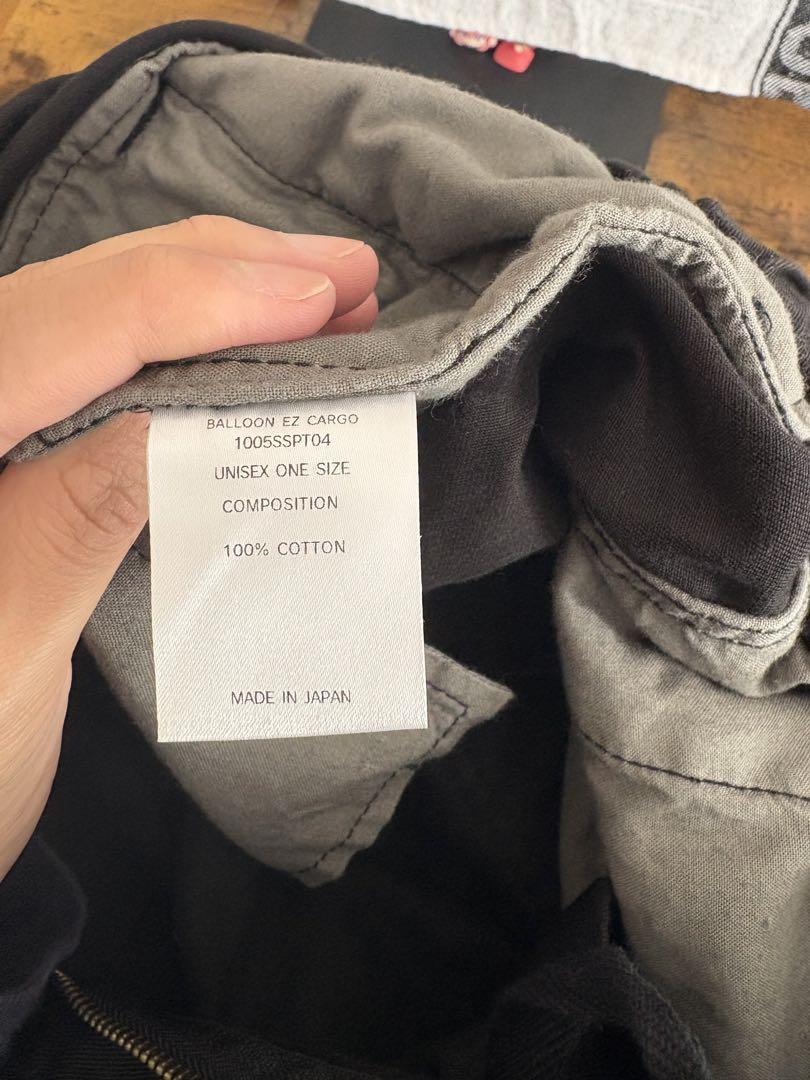 BALLOON EZ CARGO
1005SSPT04
UNISEX ONE SIZE
COMPOSITION
100% COTTON
MADE IN JAPAN